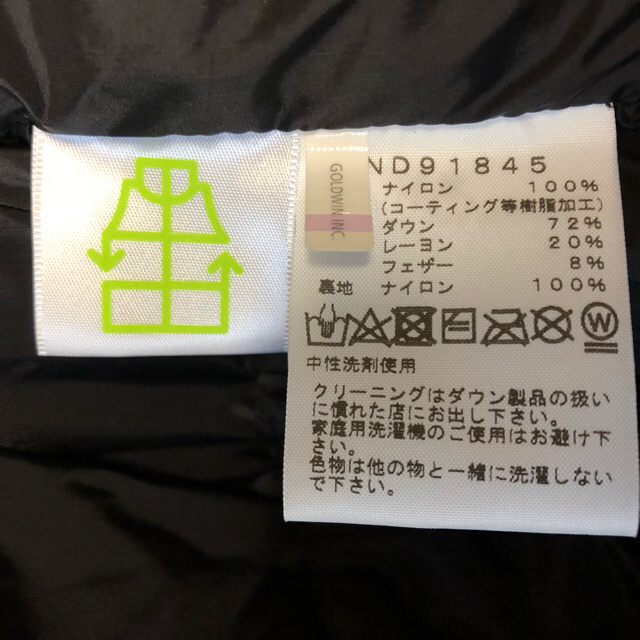 GOLDWIN INC.
ND91845
ナイロン 100%
(コーティング等樹脂加工)
ダウン 72%
レーヨン 20%
フェザー 8%
裏地 ナイロン 100%
W
中性洗剤使用
クリーニングはダウン製品の扱い
に慣れた店にお出し下さい。
家庭用洗濯機のご使用はお避け下
さい。
色物は他の物と一緒に洗濯しない
で下さい。